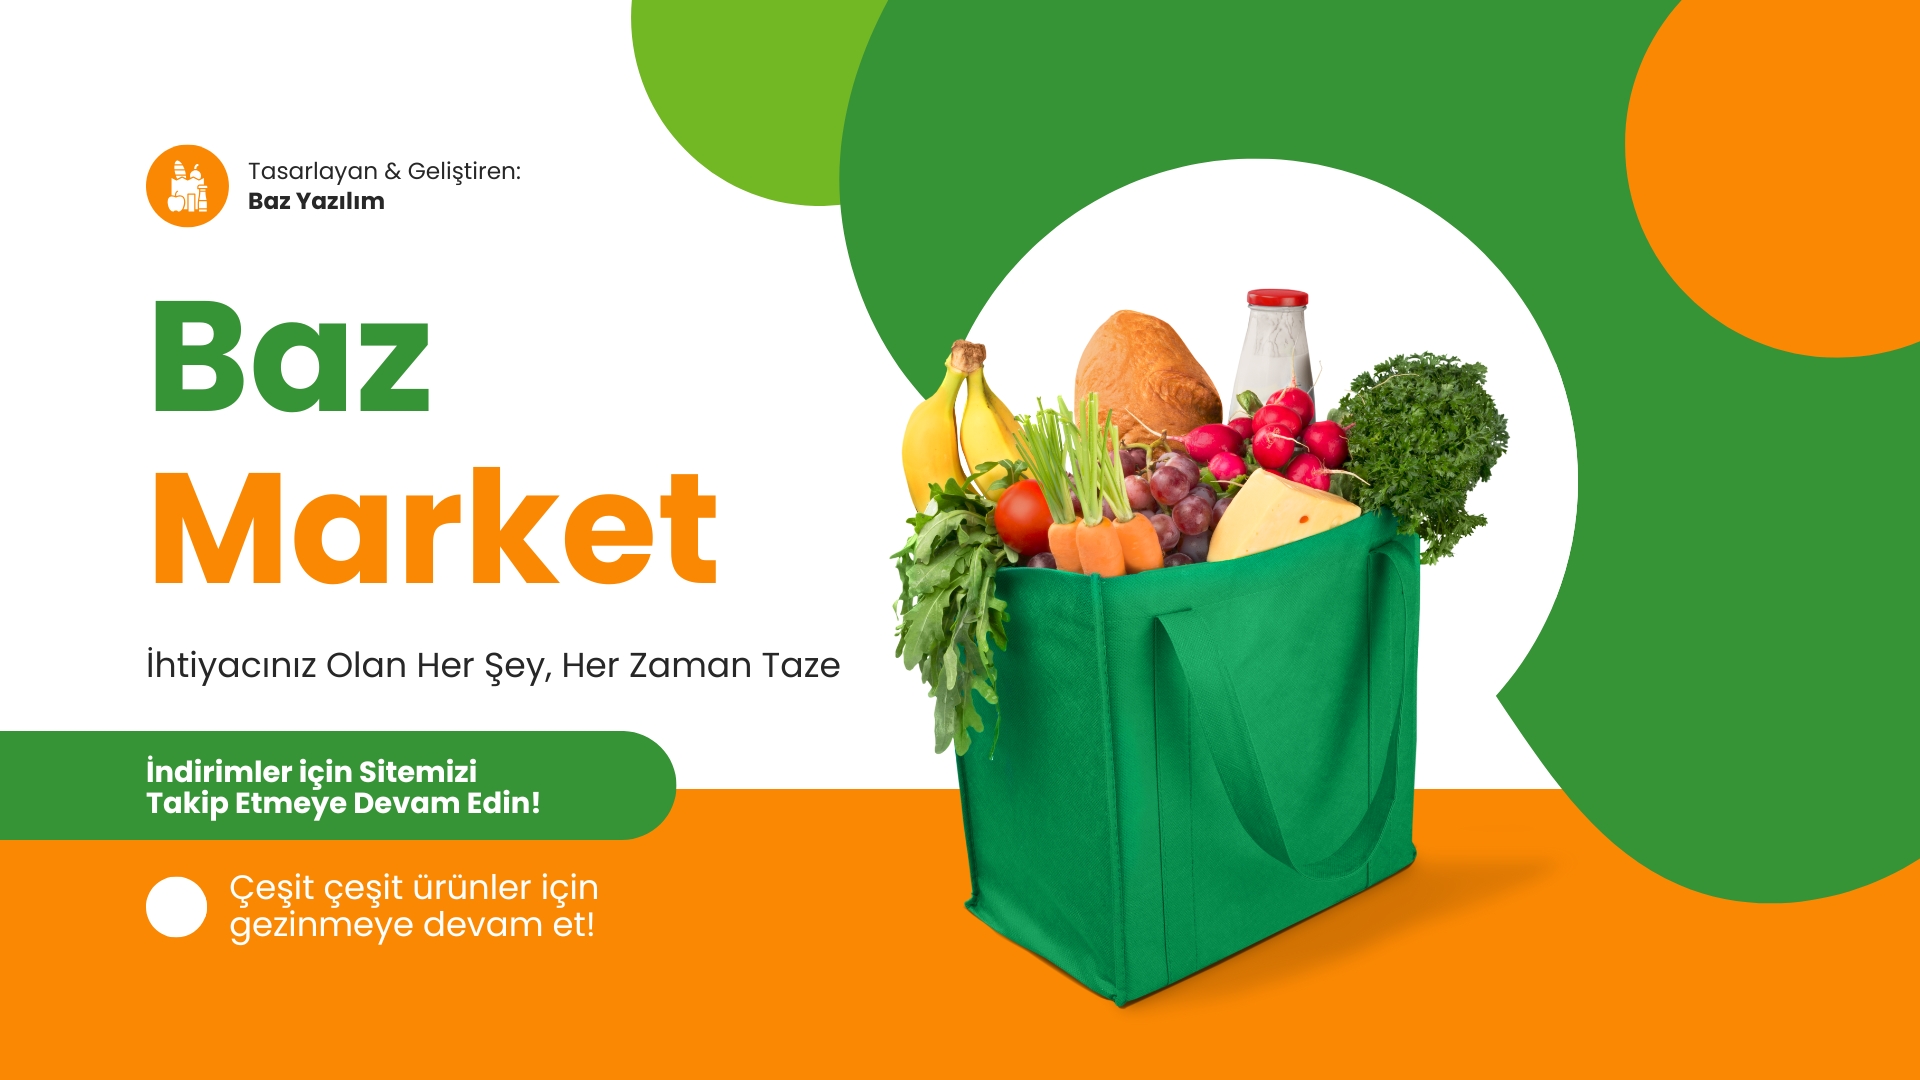 Tasarlayan & Geliştiren:
Baz Yazılım
Baz
Market
İhtiyacınız Olan Her Şey, Her Zaman Taze
İndirimler için Sitemizi
Takip Etmeye Devam Edin!
Çeşit çeşit ürünler için
gezinmeye devam et!